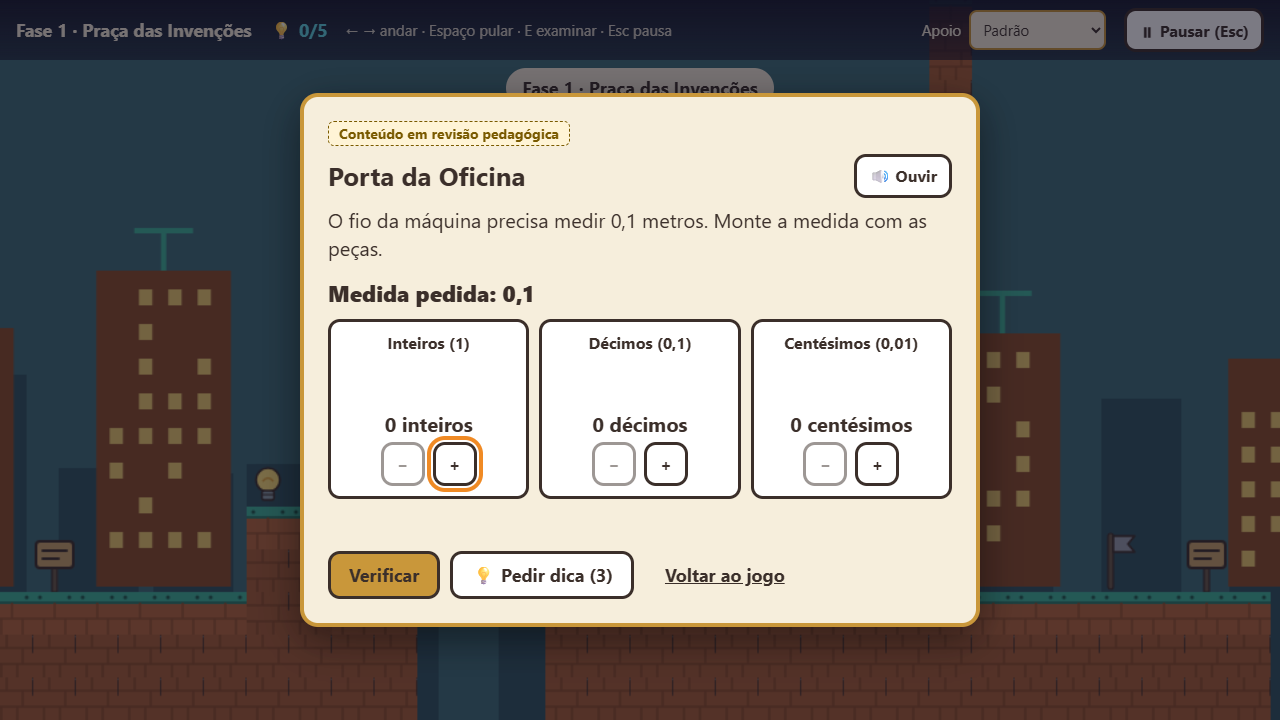 Fase 1 · Praça das Invenções 💡 0/5 ← → andar · Espaço pular · E examinar · Esc pausa Apoio Padrão ⏸ Pausar (Esc)
Fase 1 · Praça das Invenções
Conteúdo em revisão pedagógica
Porta da Oficina 🔊 Ouvir
O fio da máquina precisa medir 0,1 metros. Monte a medida com as
peças.
Medida pedida: 0,1
Inteiros (1) Décimos (0,1) Centésimos (0,01)
0 inteiros 0 décimos 0 centésimos
− + − + − +
Verificar 💡 Pedir dica (3) Voltar ao jogo